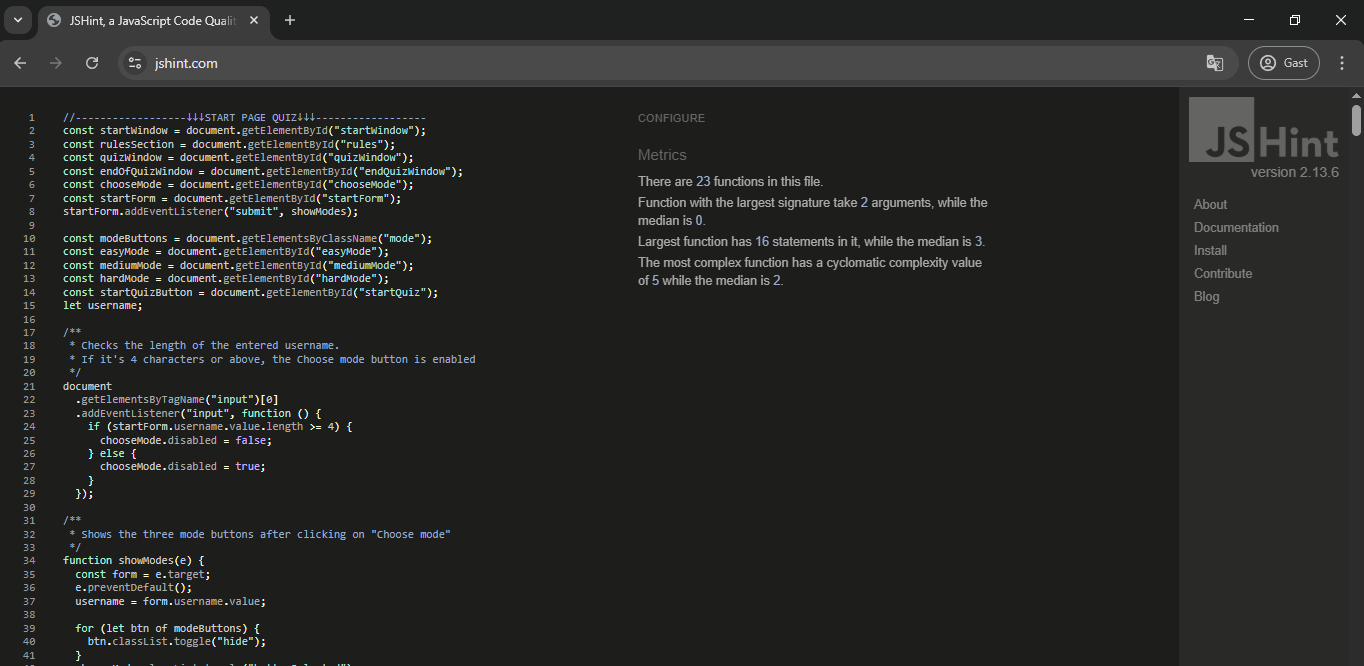 JSHint, a JavaScript Code Qualit
jshint.com
Gast
1 //------------------↓↓↓START PAGE QUIZ↓↓↓------------------
2 const startWindow = document.getElementById("startWindow");
3 const rulesSection = document.getElementById("rules");
4 const quizWindow = document.getElementById("quizWindow");
5 const endOfQuizWindow = document.getElementById("endQuizWindow");
6 const chooseMode = document.getElementById("chooseMode");
7 const startForm = document.getElementById("startForm");
8 startForm.addEventListener("submit", showModes);
9
10 const modeButtons = document.getElementsByClassName("mode");
11 const easyMode = document.getElementById("easyMode");
12 const mediumMode = document.getElementById("mediumMode");
13 const hardMode = document.getElementById("hardMode");
14 const startQuizButton = document.getElementById("startQuiz");
15 let username;
16
17 /**
18 * Checks the length of the entered username.
19 * If it's 4 characters or above, the Choose mode button is enabled
20 */
21 document
22 .getElementsByTagName("input")[0]
23 .addEventListener("input", function () {
24 if (startForm.username.value.length >= 4) {
25 chooseMode.disabled = false;
26 } else {
27 chooseMode.disabled = true;
28 }
29 });
30
31 /**
32 * Shows the three mode buttons after clicking on "Choose mode"
33 */
34 function showModes(e) {
35 const form = e.target;
36 e.preventDefault();
37 username = form.username.value;
38
39 for (let btn of modeButtons) {
40 btn.classList.toggle("hide");
41 }
CONFIGURE
Metrics
There are 23 functions in this file.
Function with the largest signature take 2 arguments, while the
median is 0.
Largest function has 16 statements in it, while the median is 3.
The most complex function has a cyclomatic complexity value
of 5 while the median is 2.
JSHint
version 2.13.6
About
Documentation
Install
Contribute
Blog